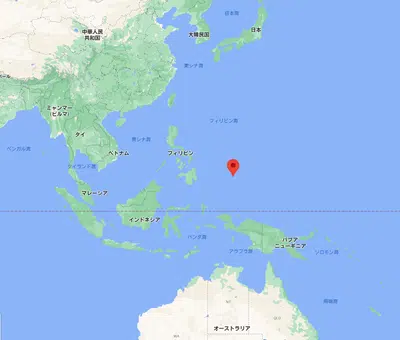 日本海
中華人民
共和国
大韓民国
日本
東シナ海
ミャンマー
(ビルマ)
フィリピン海
タイ
南シナ海
ベンガル湾
ベトナム
フィリピン
タイランド湾
マレーシア
インドネシア
バンダ海
パプア
ニューギニア
アラフラ海
ソロモン海
珊瑚海
オーストラリア